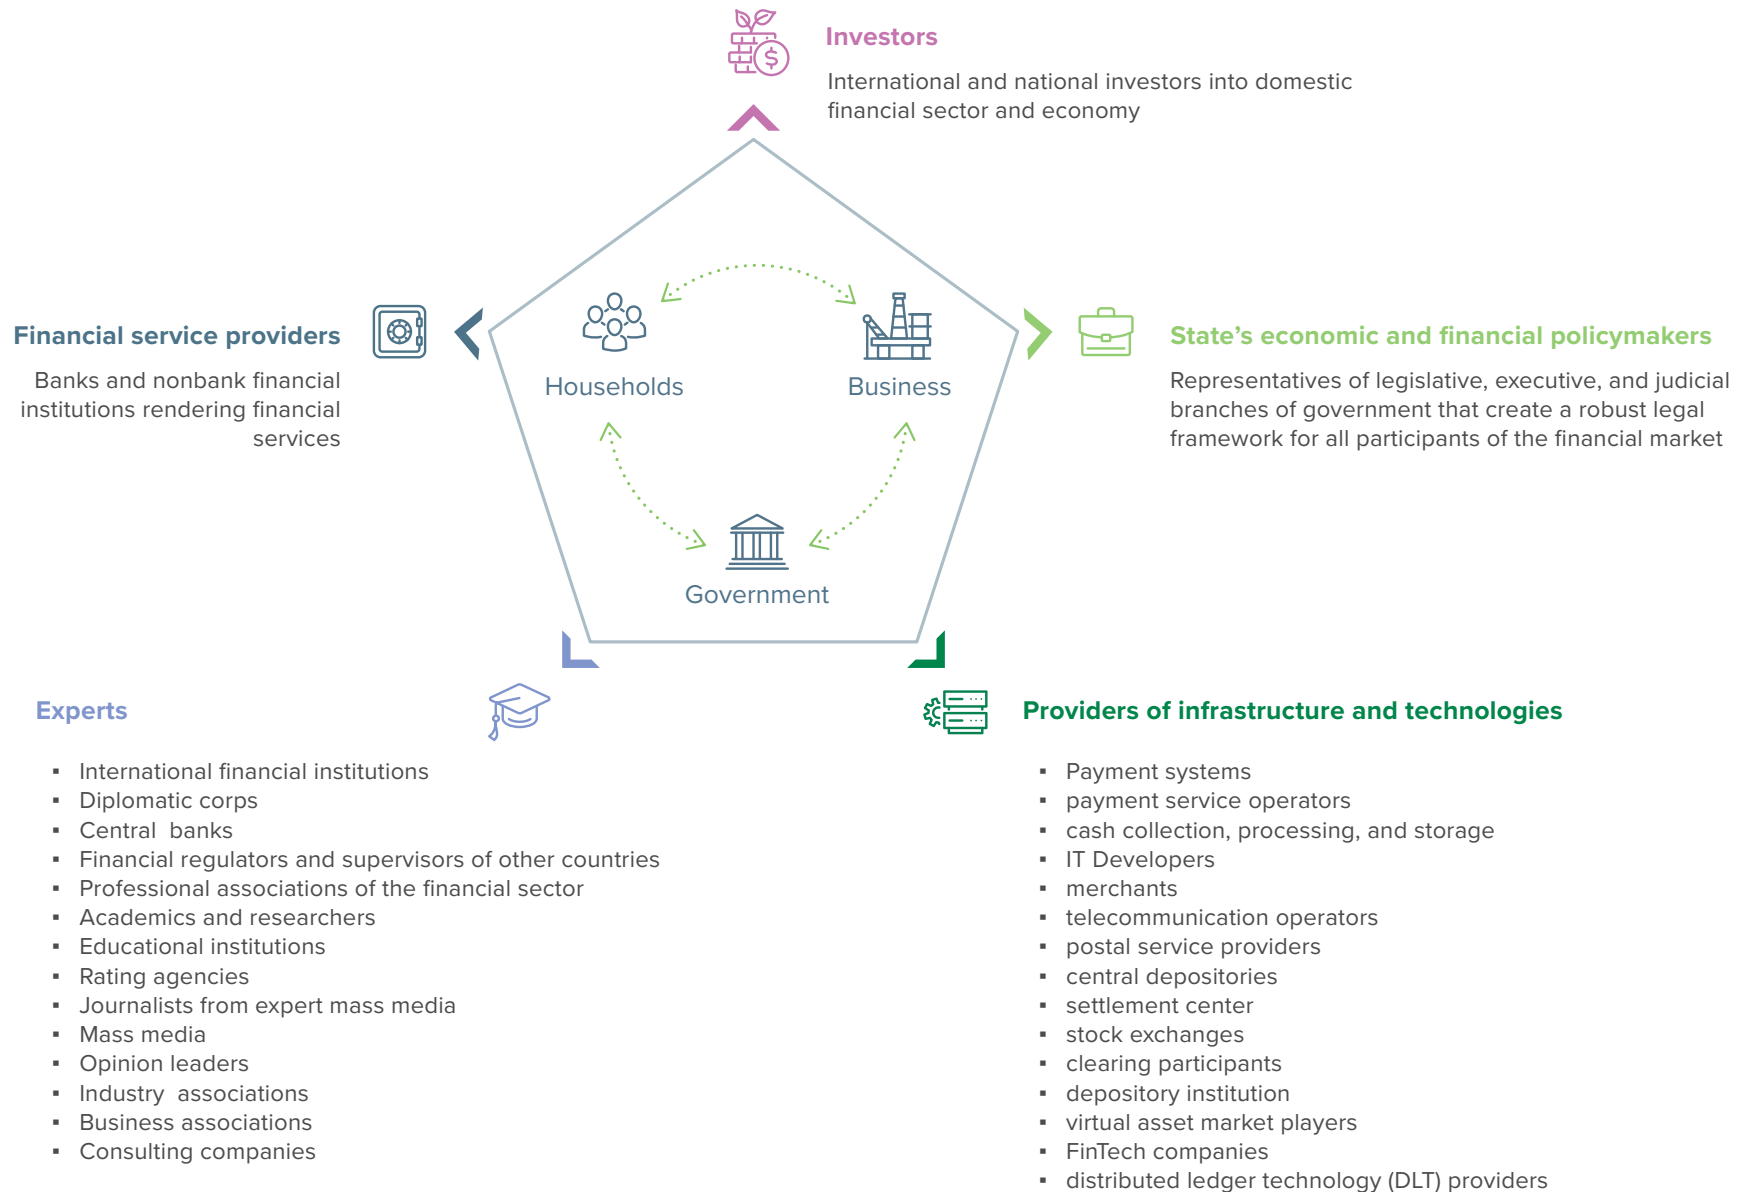 Investors
International and national investors into domestic
financial sector and economy
Financial service providers
Banks and nonbank financial
institutions rendering financial
services
Households
Business
Government
State’s economic and financial policymakers
Representatives of legislative, executive, and judicial
branches of government that create a robust legal
framework for all participants of the financial market
Experts
▪ International financial institutions
▪ Diplomatic corps
▪ Central  banks
▪ Financial regulators and supervisors of other countries
▪ Professional associations of the financial sector
▪ Academics and researchers
▪ Educational institutions
▪ Rating agencies
▪ Journalists from expert mass media
▪ Mass media
▪ Opinion leaders
▪ Industry  associations
▪ Business associations
▪ Consulting companies
Providers of infrastructure and technologies
▪ Payment systems
▪ payment service operators
▪ cash collection, processing, and storage
▪ IT Developers
▪ merchants
▪ telecommunication operators
▪ postal service providers
▪ central depositories
▪ settlement center
▪ stock exchanges
▪ clearing participants
▪ depository institution
▪ virtual asset market players
▪ FinTech companies
▪ distributed ledger technology (DLT) providers